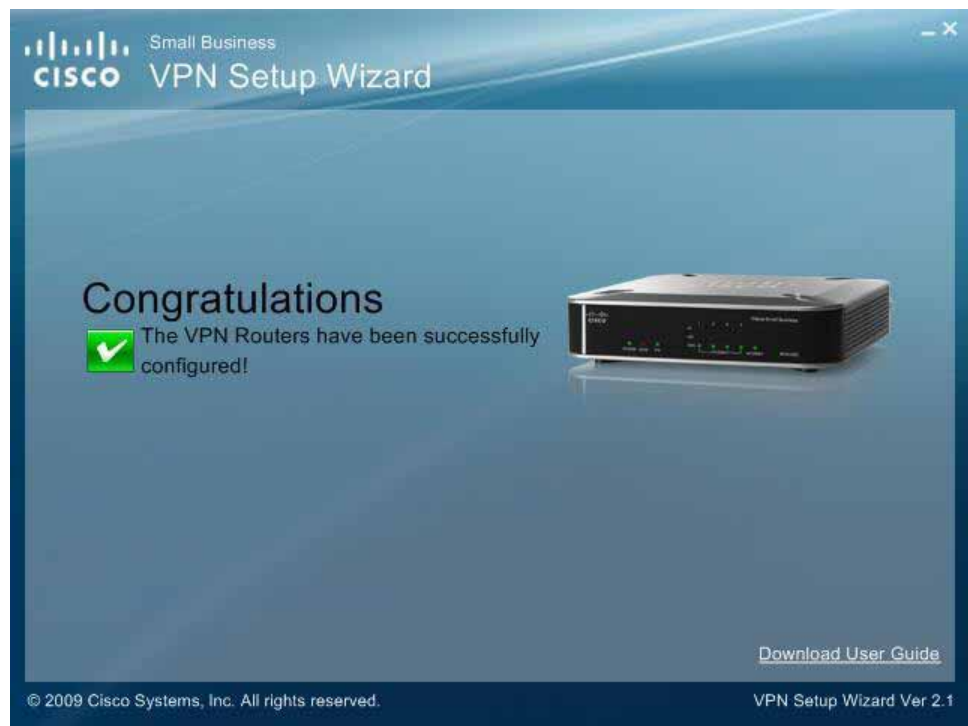 Small Business
CISCO VPN Setup Wizard
Congratulations
The VPN Routers have been successfully
configured!
CISCO
Download User Guide
© 2009 Cisco Systems, Inc. All rights reserved.
VPN Setup Wizard Ver 2.1